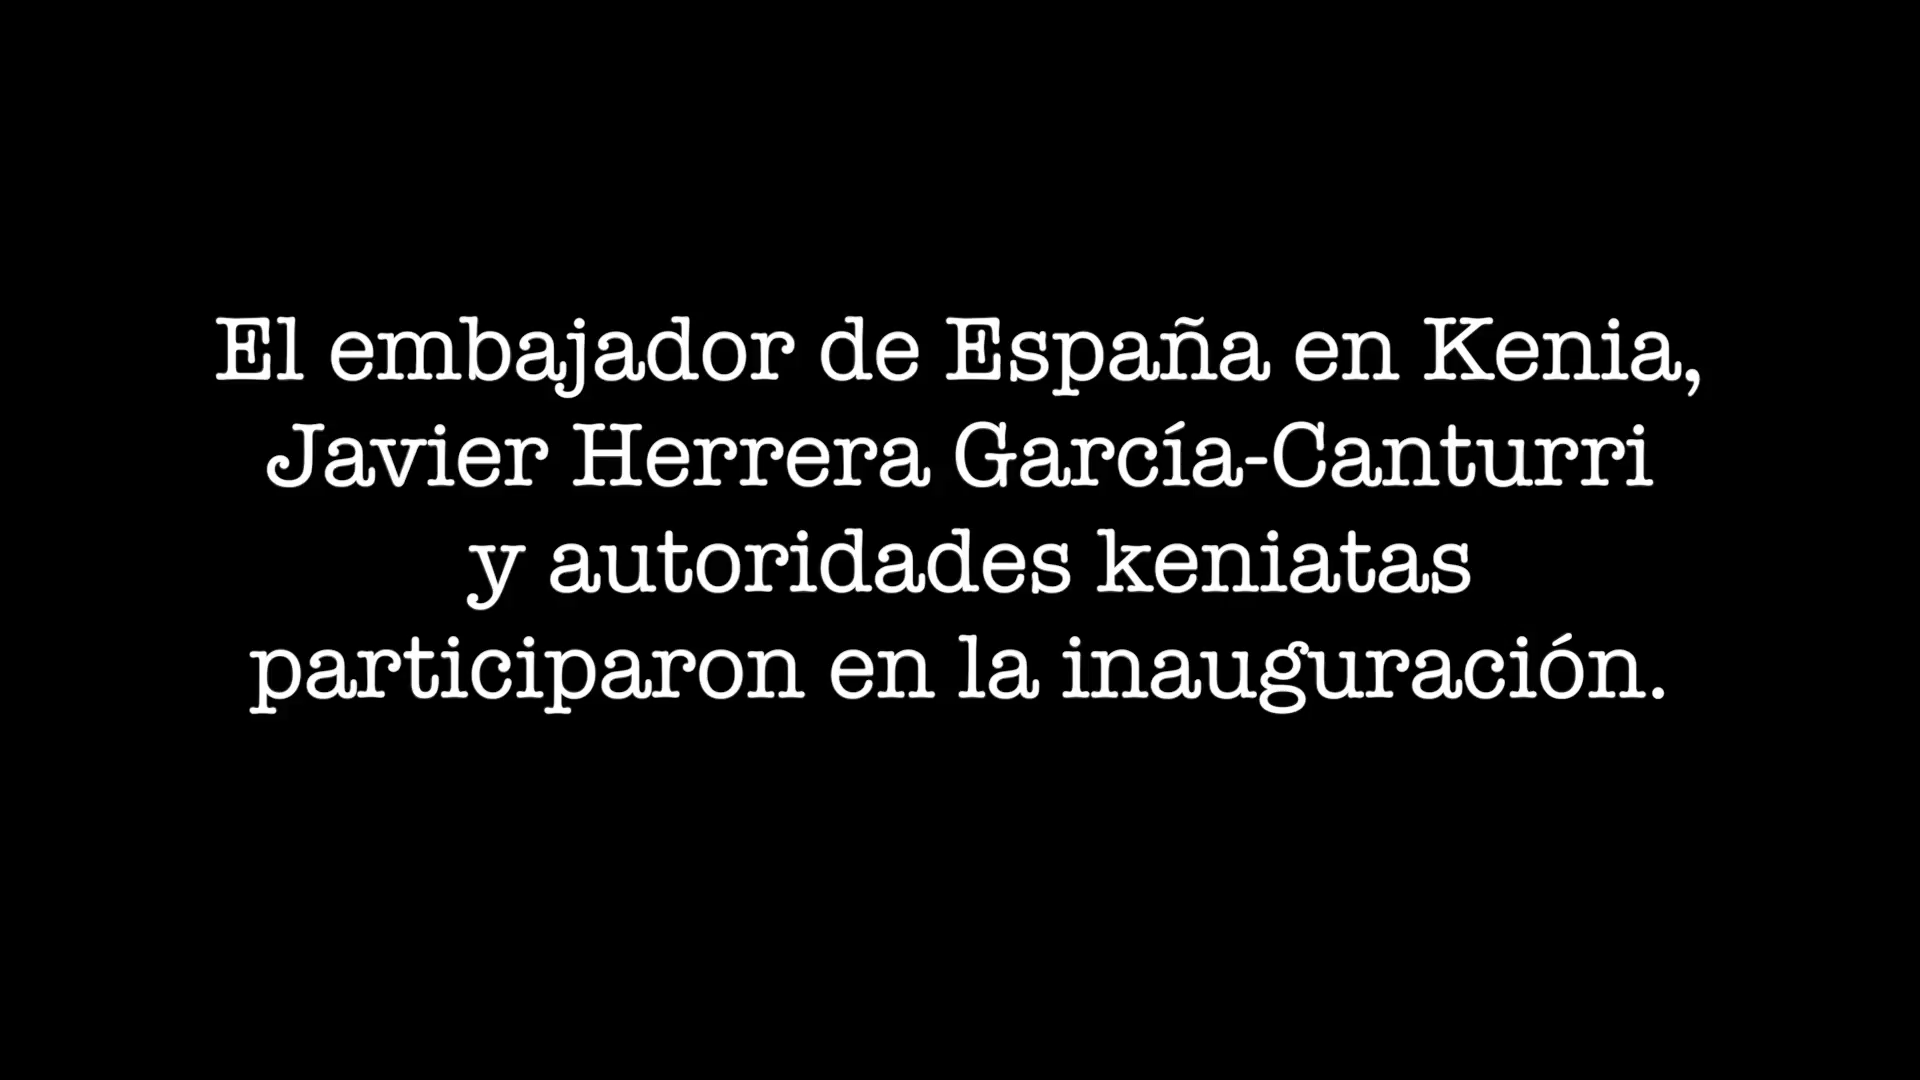 El embajador de España en Kenia,
Javier Herrera García-Canturri
y autoridades keniatas
participaron en la inauguración.